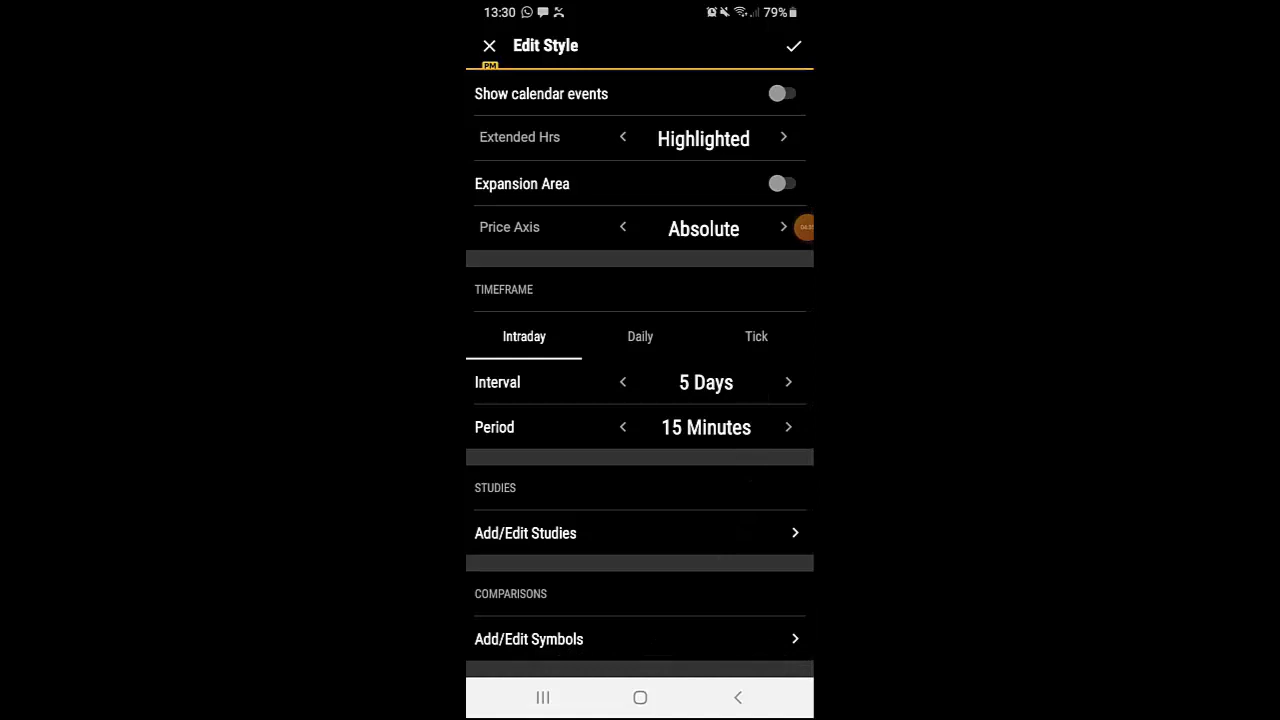 13:30 79%
Edit Style
PM
Show calendar events
Extended Hrs Highlighted
Expansion Area
Price Axis Absolute
TIMEFRAME
Intraday Daily Tick
Interval 5 Days
Period 15 Minutes
STUDIES
Add/Edit Studies
COMPARISONS
Add/Edit Symbols